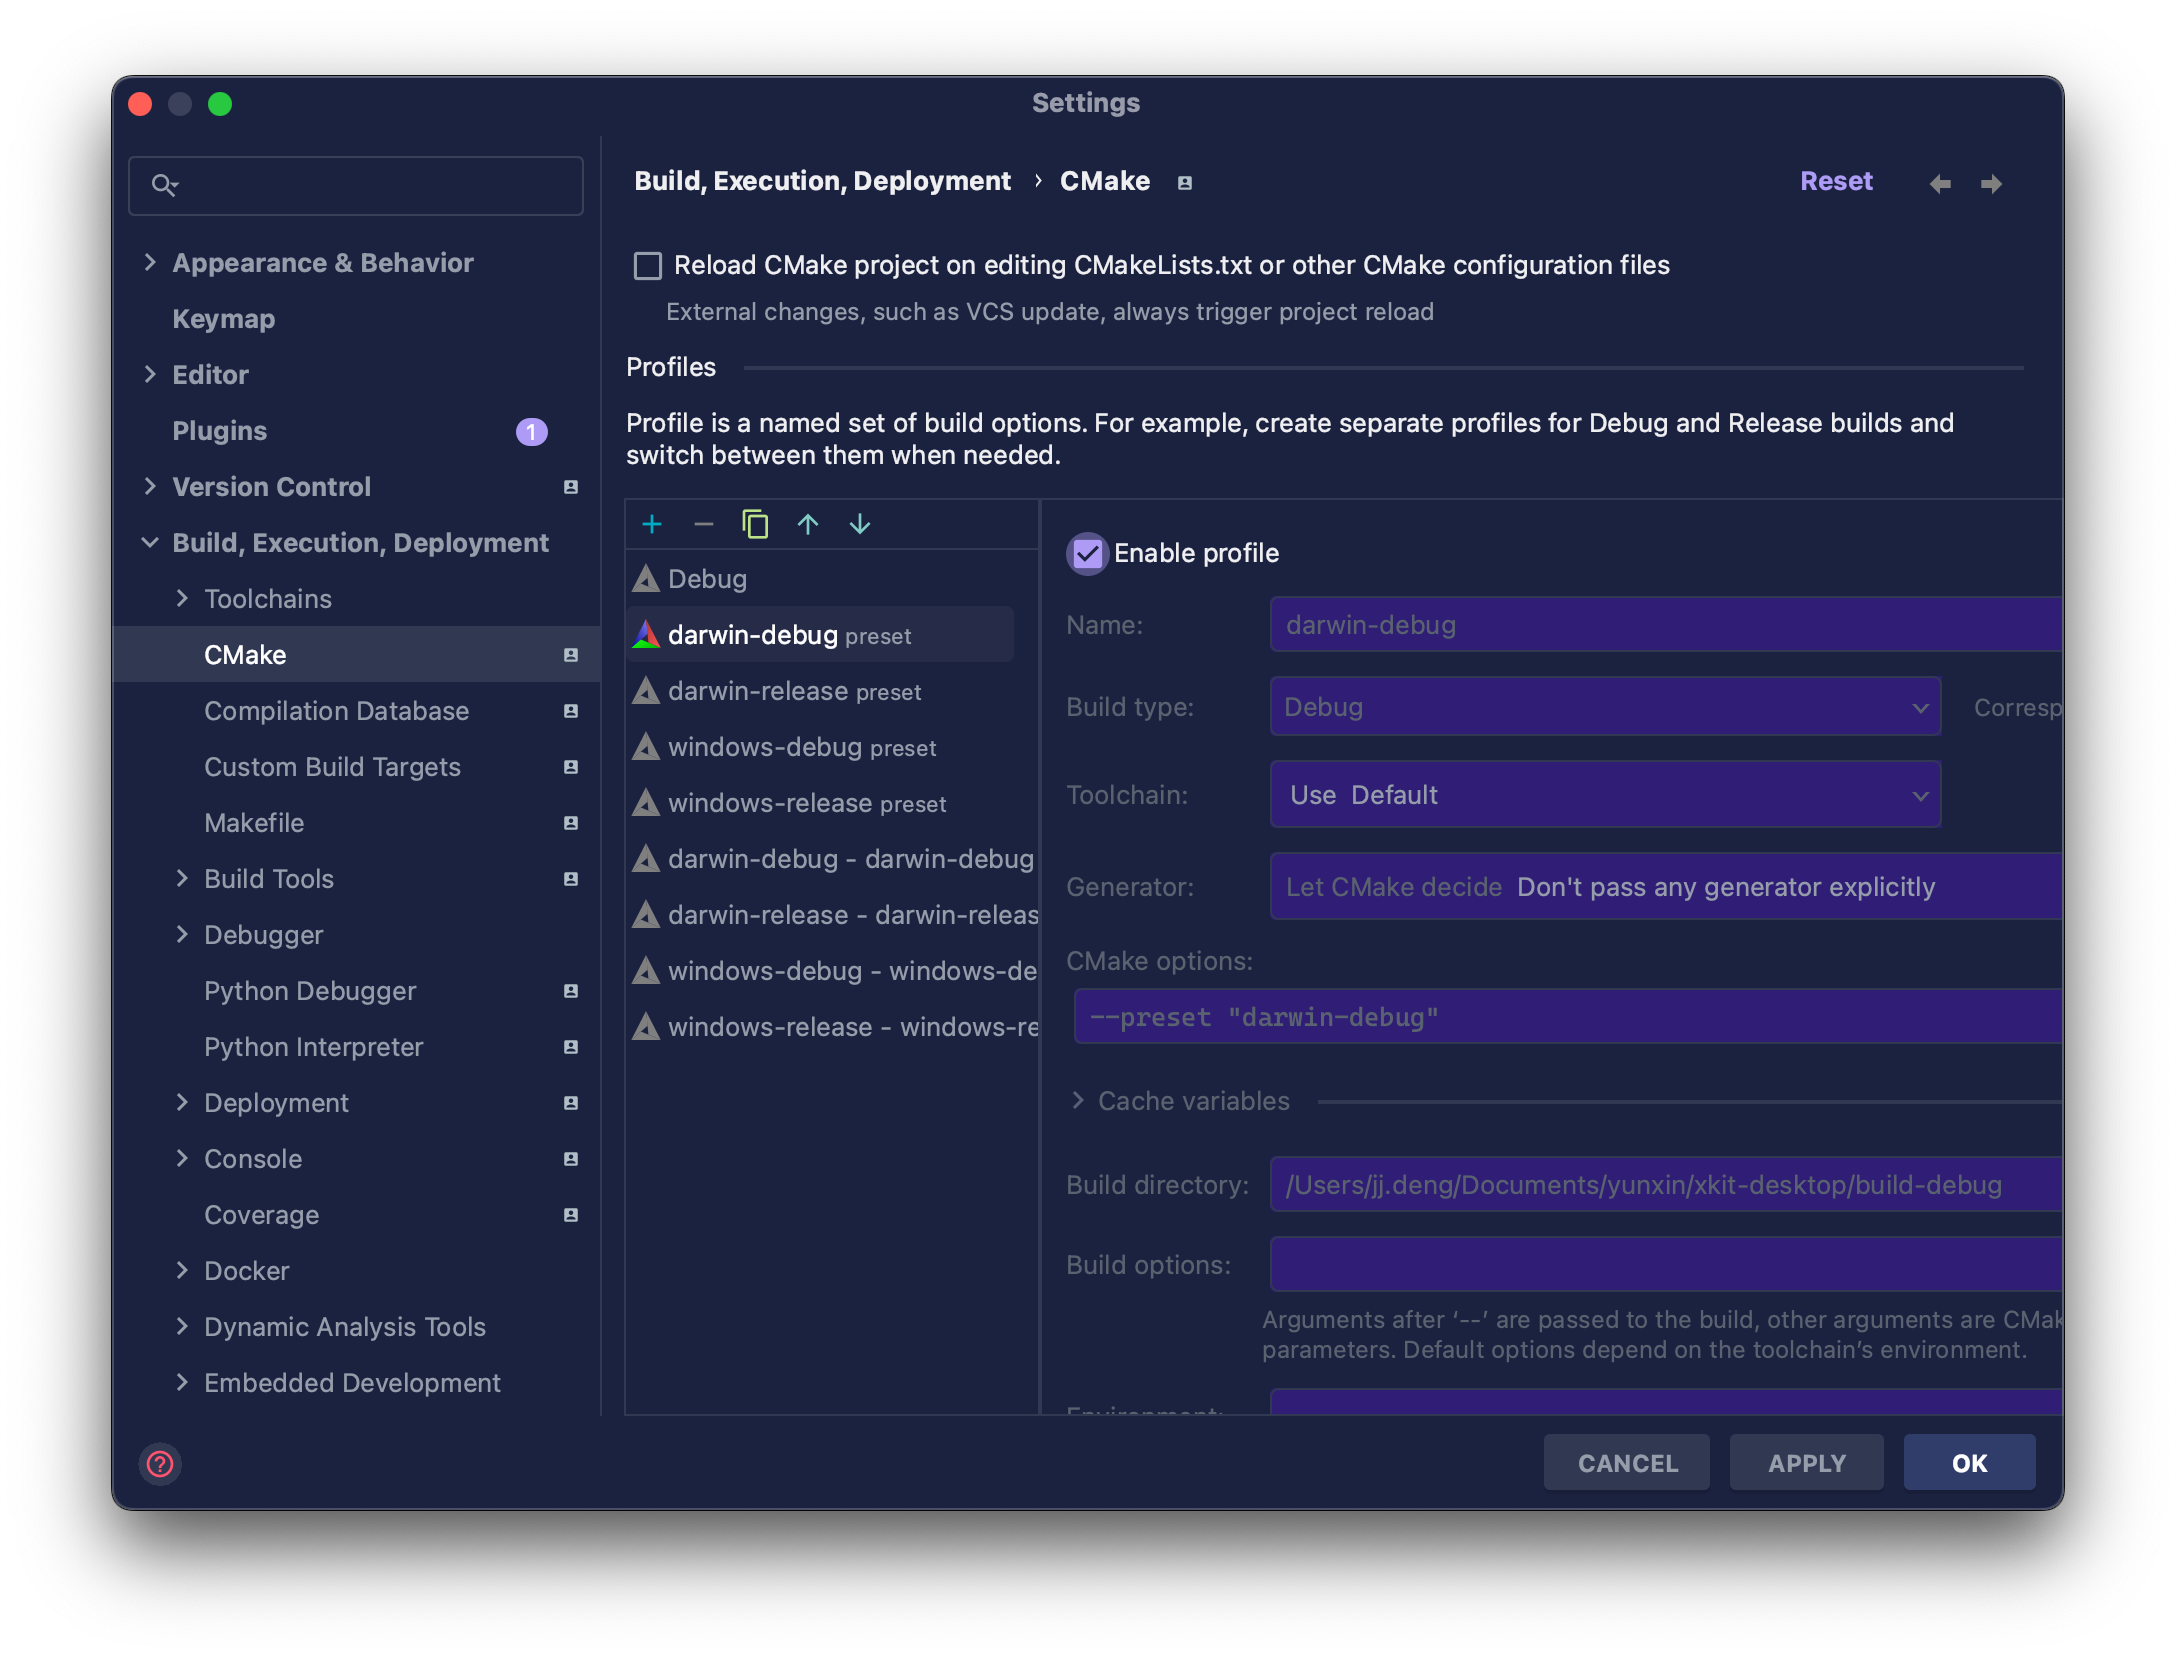 Settings
Build, Execution, Deployment › CMake
Reset
Appearance & Behavior
Keymap
Editor
Plugins
1
Version Control
Build, Execution, Deployment
Toolchains
CMake
Compilation Database
Custom Build Targets
Makefile
Build Tools
Debugger
Python Debugger
Python Interpreter
Deployment
Console
Coverage
Docker
Dynamic Analysis Tools
Embedded Development
Reload CMake project on editing CMakeLists.txt or other CMake configuration files
External changes, such as VCS update, always trigger project reload
Profiles
Profile is a named set of build options. For example, create separate profiles for Debug and Release builds and
switch between them when needed.
Debug
darwin-debug preset
darwin-release preset
windows-debug preset
windows-release preset
darwin-debug - darwin-debug
darwin-release - darwin-releas
windows-debug - windows-de
windows-release - windows-re
Enable profile
Name: darwin-debug
Build type: Debug Corresp
Toolchain: Use Default
Generator: Let CMake decide Don't pass any generator explicitly
CMake options:
--preset "darwin-debug"
Cache variables
Build directory: /Users/jj.deng/Documents/yunxin/xkit-desktop/build-debug
Build options:
Arguments after ‘--’ are passed to the build, other arguments are CMak
parameters. Default options depend on the toolchain’s environment.
Environment:
CANCEL
APPLY
OK